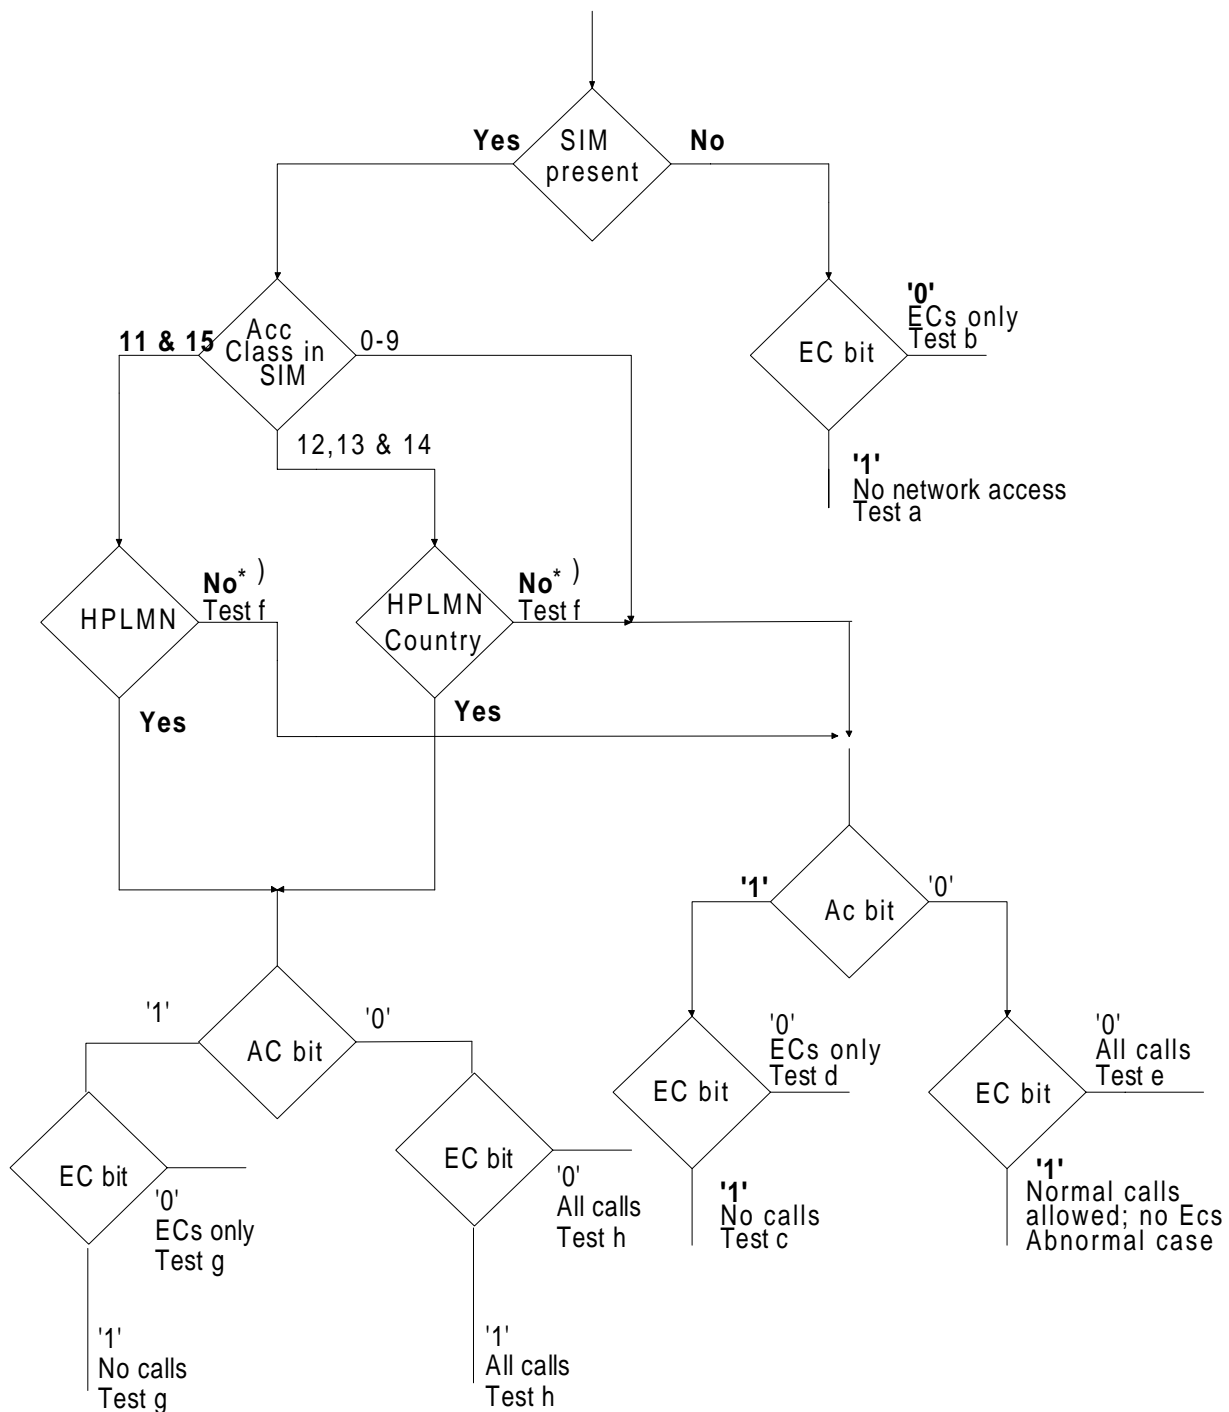 Yes
SIM
present
No
11 & 15
Acc
Class in
SIM
0-9
'0'
ECs only
Test b
EC bit
12,13 & 14
'1'
No network access
Test a
HPLMN
No* )
Test f
HPLMN
Country
No* )
Test f
Yes
Yes
'1'
Ac bit
'0'
'1'
AC bit
'0'
EC bit
'0'
ECs only
Test d
EC bit
'0'
All calls
Test e
EC bit
'0'
ECs only
Test g
EC bit
'0'
All calls
Test h
'1'
No calls
Test c
'1'
Normal calls
allowed; no Ecs
Abnormal case
'1'
No calls
Test g
'1'
All calls
Test h